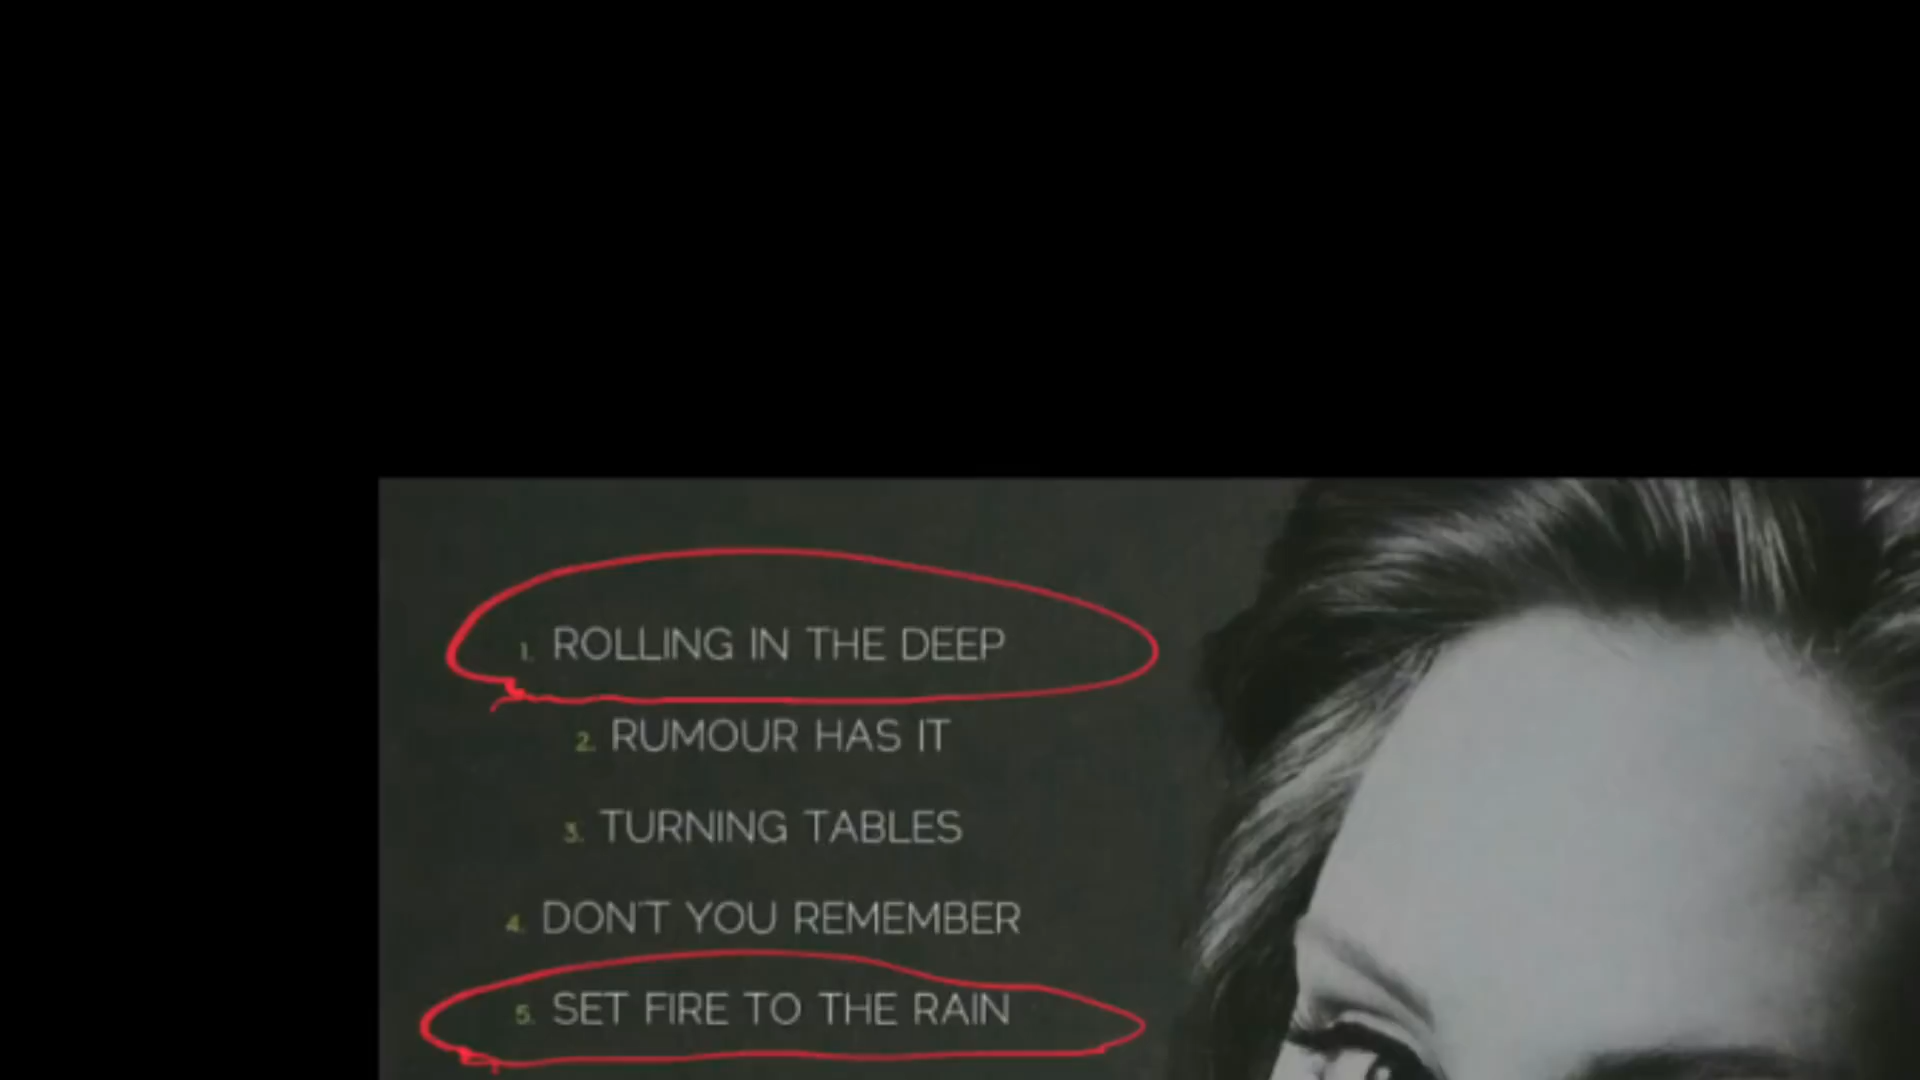 1. ROLLING IN THE DEEP
2. RUMOUR HAS IT
3. TURNING TABLES
4. DON'T YOU REMEMBER
5. SET FIRE TO THE RAIN